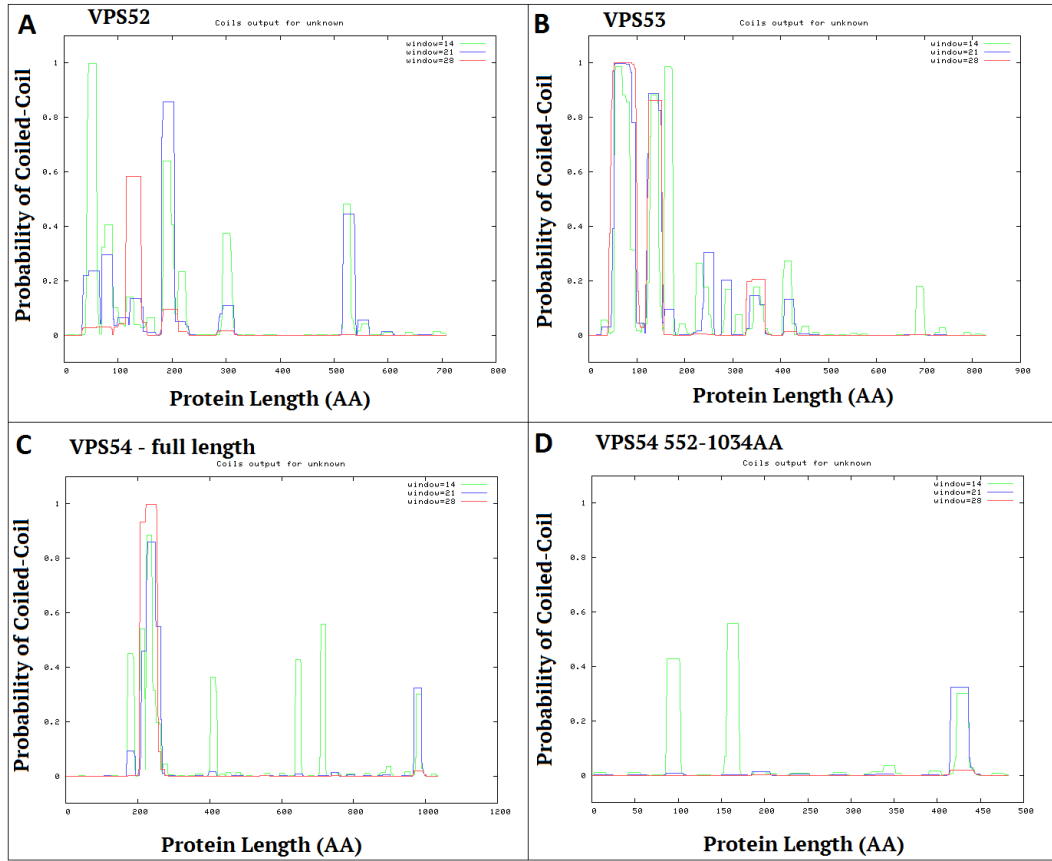 A
VPS52
Coils output for unknown
window=14
window=21
window=28
1
0.8
0.6
0.4
0.2
0
0 100 200 300 400 500 600 700 800
Probability of Coiled-Coil
Protein Length (AA)
B
VPS53
Coils output for unknown
window=14
window=21
window=28
1
0.8
0.6
0.4
0.2
0
0 100 200 300 400 500 600 700 800 900
Probability of Coiled-Coil
Protein Length (AA)
C
VPS54 - full length
Coils output for unknown
window=14
window=21
window=28
1
0.8
0.6
0.4
0.2
0
0 200 400 600 800 1000 1200
Probability of Coiled-Coil
Protein Length (AA)
D
VPS54 552-1034AA
Coils output for unknown
window=14
window=21
window=28
1
0.8
0.6
0.4
0.2
0
0 50 100 150 200 250 300 350 400 450 500
Probability of Coiled-Coil
Protein Length (AA)